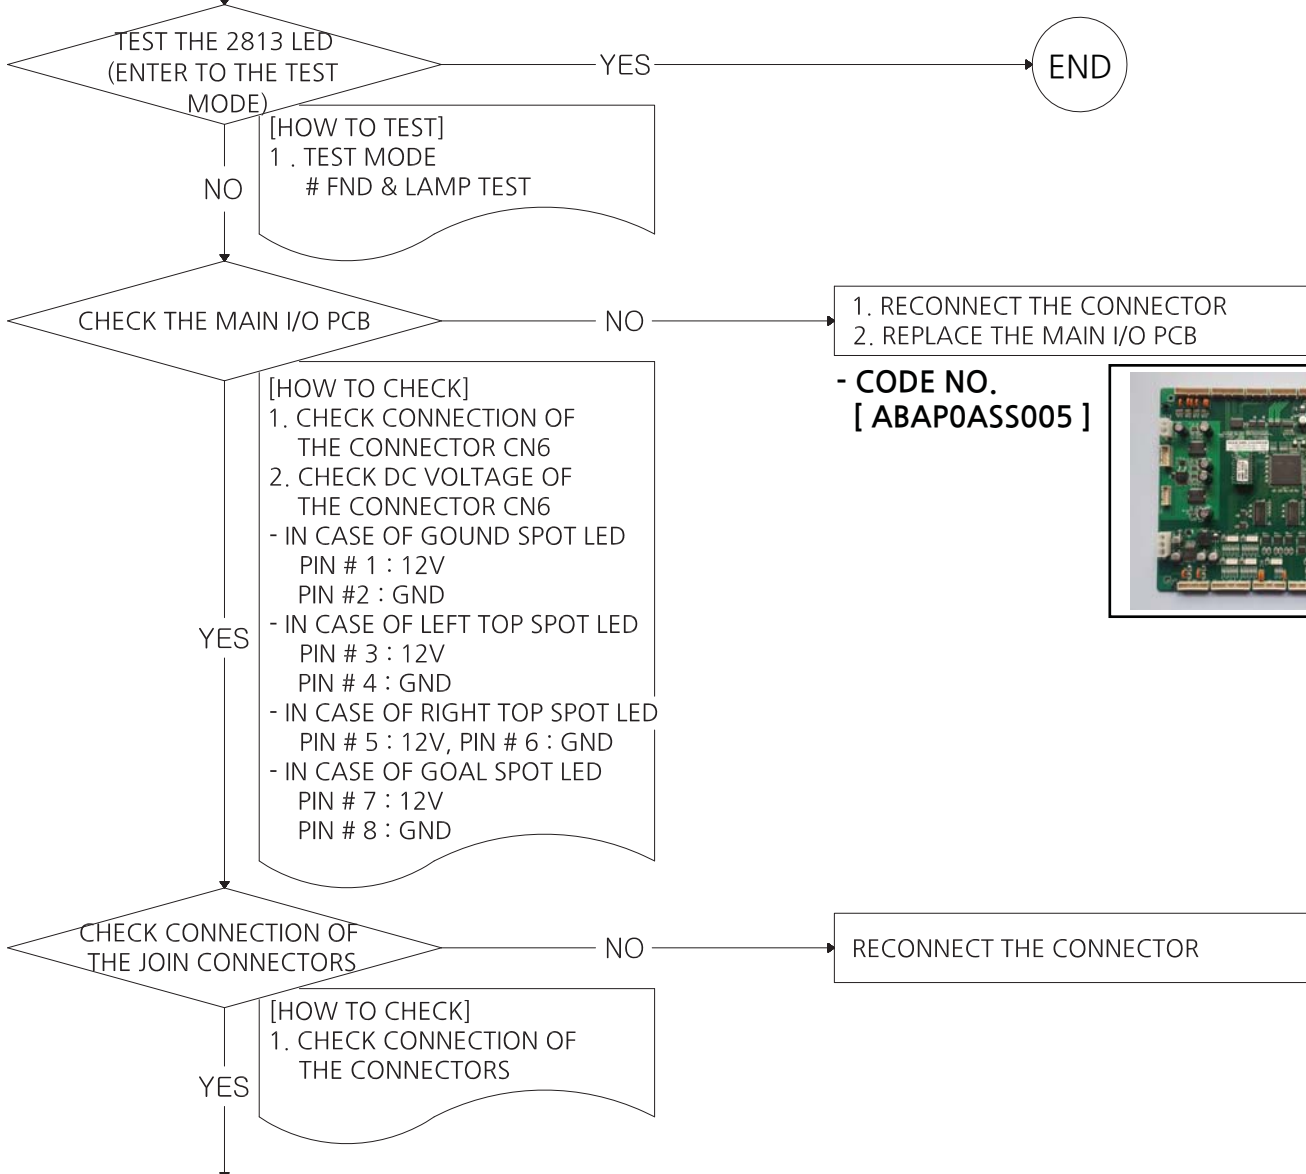 TEST THE 2813 LED
(ENTER TO THE TEST
MODE)
YES
END
[HOW TO TEST]
1 . TEST MODE
# FND & LAMP TEST
NO
CHECK THE MAIN I/O PCB
NO
1. RECONNECT THE CONNECTOR
2. REPLACE THE MAIN I/O PCB
- CODE NO.
[ ABAP0ASS005 ]
[HOW TO CHECK]
1. CHECK CONNECTION OF
THE CONNECTOR CN6
2. CHECK DC VOLTAGE OF
THE CONNECTOR CN6
- IN CASE OF GOUND SPOT LED
PIN # 1 : 12V
PIN #2 : GND
- IN CASE OF LEFT TOP SPOT LED
PIN # 3 : 12V
PIN # 4 : GND
- IN CASE OF RIGHT TOP SPOT LED
PIN # 5 : 12V, PIN # 6 : GND
- IN CASE OF GOAL SPOT LED
PIN # 7 : 12V
PIN # 8 : GND
YES
CHECK CONNECTION OF
THE JOIN CONNECTORS
NO
RECONNECT THE CONNECTOR
[HOW TO CHECK]
1. CHECK CONNECTION OF
THE CONNECTORS
YES